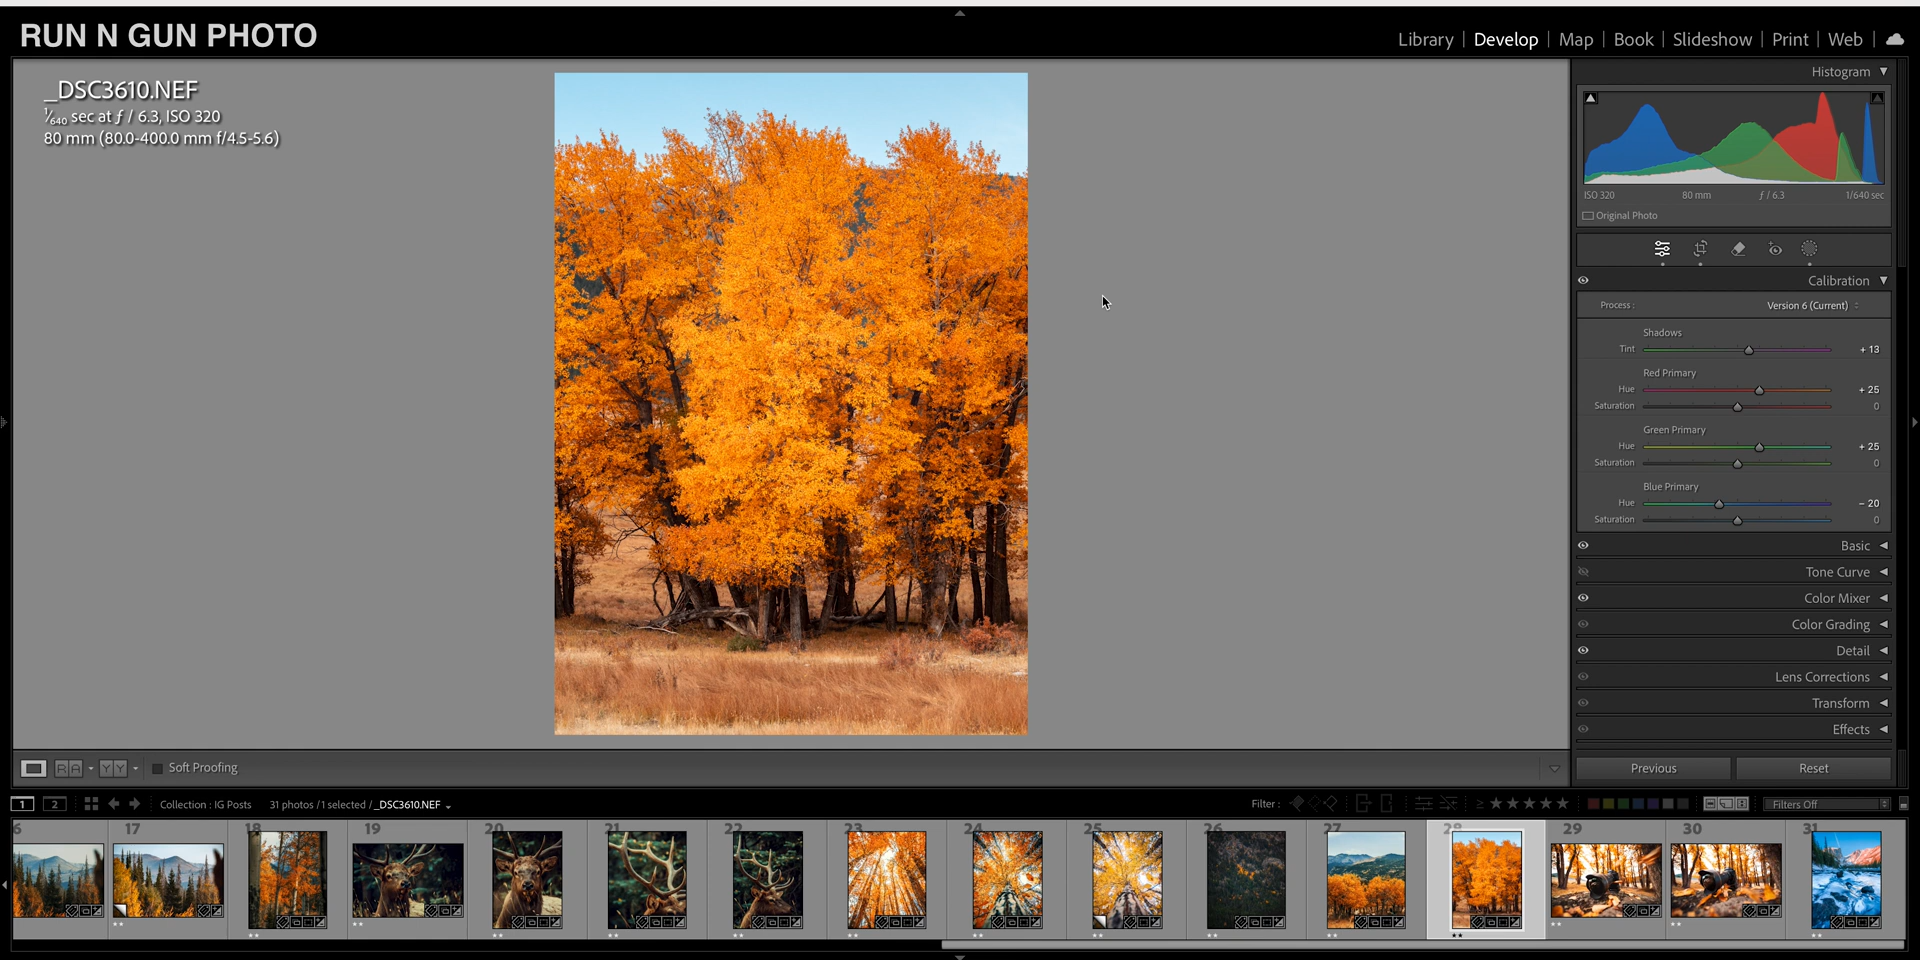 RUN N GUN PHOTO
Library | Develop | Map | Book | Slideshow | Print | Web
_DSC3610.NEF
1/640 sec at ƒ / 6.3, ISO 320
80 mm (80.0-400.0 mm f/4.5-5.6)
Histogram
ISO 320 80 mm ƒ / 6.3 1/640 sec
Original Photo
Calibration
Process : Version 6 (Current)
Shadows
Tint + 13
Red Primary
Hue + 25
Saturation 0
Green Primary
Hue + 25
Saturation 0
Blue Primary
Hue – 20
Saturation 0
Basic
Tone Curve
Color Mixer
Color Grading
Detail
Lens Corrections
Transform
Effects
R A Y Y Soft Proofing
Previous Reset
1 2 Collection : IG Posts 31 photos / 1 selected / _DSC3610.NEF Filter : ≥ ★★★★★ Filters Off
6 17 18 19 20 21 22 23 24 25 26 27 28 29 30 31